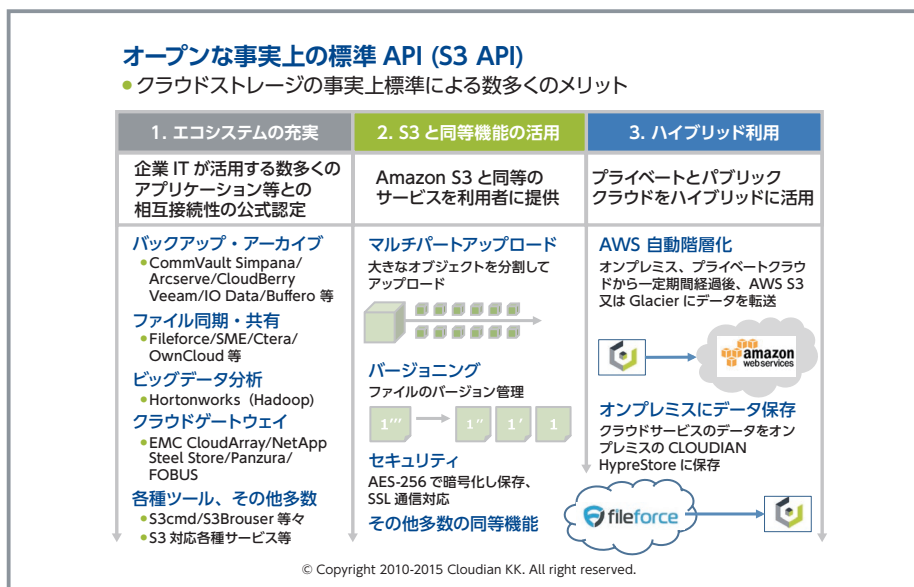 オープンな事実上の標準 API (S3 API)
•クラウドストレージの事実上標準による数多くのメリット
1. エコシステムの充実
企業 IT が活用する数多くの
アプリケーション等との
相互接続性の公式認定
バックアップ・アーカイブ
•CommVault Simpana/
Arcserve/CloudBerry
Veeam/IO Data/Buffero 等
ファイル同期・共有
•Fileforce/SME/Ctera/
OwnCloud 等
ビッグデータ分析
•Hortonworks（Hadoop）
クラウドゲートウェイ
•EMC CloudArray/NetApp
Steel Store/Panzura/
FOBUS
各種ツール、その他多数
•S3cmd/S3Brouser 等々
•S3 対応各種サービス等
2. S3 と同等機能の活用
Amazon S3 と同等の
サービスを利用者に提供
マルチパートアップロード
大きなオブジェクトを分割して
アップロード
バージョニング
ファイルのバージョン管理
1''' 1'' 1' 1
セキュリティ
AES-256 で暗号化し保存、
SSL 通信対応
その他多数の同等機能
3. ハイブリッド利用
プライベートとパブリック
クラウドをハイブリッドに活用
AWS 自動階層化
オンプレミス、プライベートクラウ
ドから一定期間経過後、AWS S3
又は Glacier にデータを転送
amazon
webservices
オンプレミスにデータ保存
クラウドサービスのデータをオン
プレミスの CLOUDIAN
HypreStore に保存
fileforce
© Copyright 2010-2015 Cloudian KK. All right reserved.